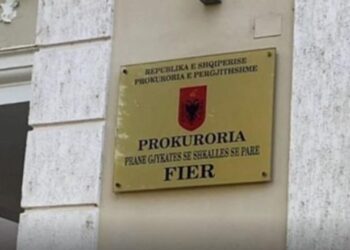 REPUBLIKA E SHQIPERISE
PROKURORIA E PERGJITHSHME
PROKURORIA
PRANE GJYKATES SE SHKALLES SE PARE
FIER